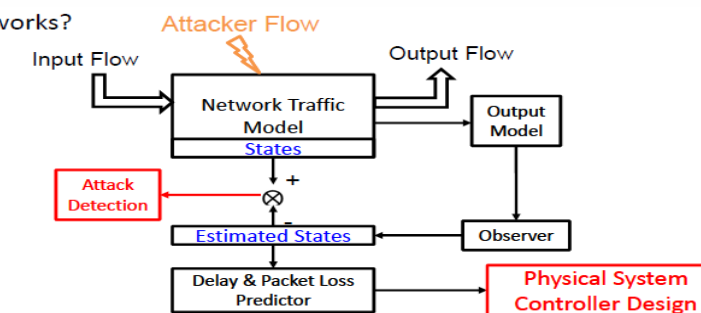 works?
Attacker Flow
Input Flow
Output Flow
Network Traffic
Model
States
Output
Model
+
Attack
Detection
-
Estimated States
Observer
Delay & Packet Loss
Predictor
Physical System
Controller Design